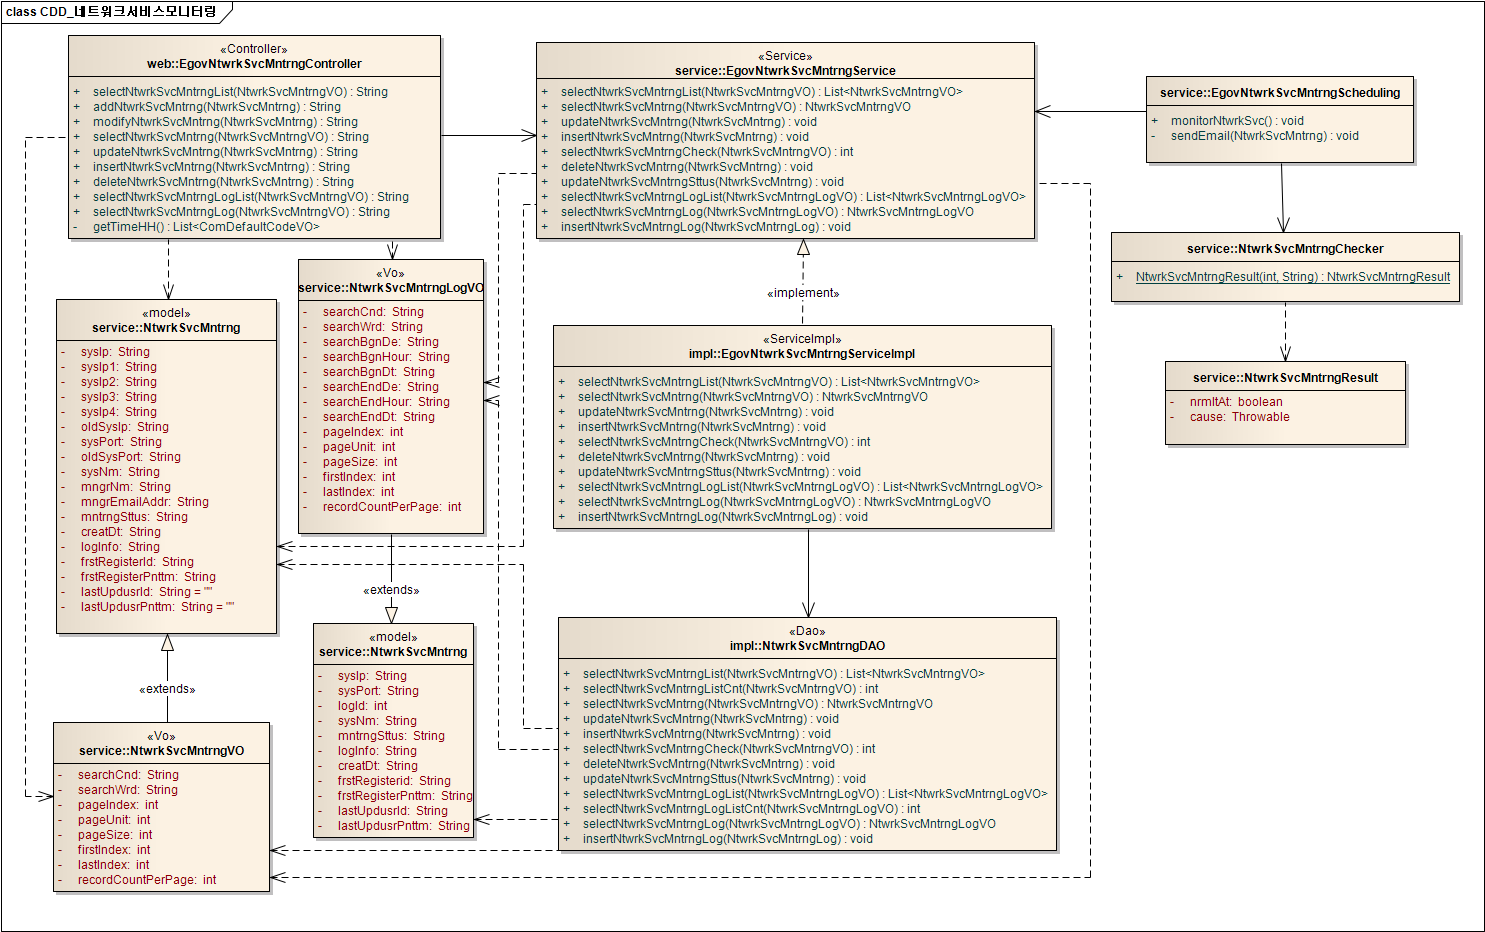 class CDD_네트워크서비스모니터링
«Controller»
web::EgovNtwrkSvcMntrngController
+ selectNtwrkSvcMntrngList(NtwrkSvcMntrngVO) : String
+ addNtwrkSvcMntrng(NtwrkSvcMntrng) : String
+ modifyNtwrkSvcMntrng(NtwrkSvcMntrng) : String
+ selectNtwrkSvcMntrng(NtwrkSvcMntrngVO) : String
+ updateNtwrkSvcMntrng(NtwrkSvcMntrng) : String
+ insertNtwrkSvcMntrng(NtwrkSvcMntrng) : String
+ deleteNtwrkSvcMntrng(NtwrkSvcMntrng) : String
+ selectNtwrkSvcMntrngLogList(NtwrkSvcMntrngVO) : String
+ selectNtwrkSvcMntrngLog(NtwrkSvcMntrngVO) : String
- getTimeHH() : List<ComDefaultCodeVO>
«Service»
service::EgovNtwrkSvcMntrngService
+ selectNtwrkSvcMntrngList(NtwrkSvcMntrngVO) : List<NtwrkSvcMntrngVO>
+ selectNtwrkSvcMntrng(NtwrkSvcMntrngVO) : NtwrkSvcMntrngVO
+ updateNtwrkSvcMntrng(NtwrkSvcMntrng) : void
+ insertNtwrkSvcMntrng(NtwrkSvcMntrng) : void
+ selectNtwrkSvcMntrngCheck(NtwrkSvcMntrngVO) : int
+ deleteNtwrkSvcMntrng(NtwrkSvcMntrng) : void
+ updateNtwrkSvcMntrngSttus(NtwrkSvcMntrng) : void
+ selectNtwrkSvcMntrngLogList(NtwrkSvcMntrngLogVO) : List<NtwrkSvcMntrngLogVO>
+ selectNtwrkSvcMntrngLog(NtwrkSvcMntrngLogVO) : NtwrkSvcMntrngLogVO
+ insertNtwrkSvcMntrngLog(NtwrkSvcMntrngLog) : void
service::EgovNtwrkSvcMntrngScheduling
+ monitorNtwrkSvc() : void
- sendEmail(NtwrkSvcMntrng) : void
service::NtwrkSvcMntrngChecker
+ NtwrkSvcMntrngResult(int, String) : NtwrkSvcMntrngResult
service::NtwrkSvcMntrngResult
- nrmltAt: boolean
- cause: Throwable
«Vo»
service::NtwrkSvcMntrngLogVO
- searchCnd: String
- searchWrd: String
- searchBgnDe: String
- searchBgnHour: String
- searchBgnDt: String
- searchEndDe: String
- searchEndHour: String
- searchEndDt: String
- pageIndex: int
- pageUnit: int
- pageSize: int
- firstIndex: int
- lastIndex: int
- recordCountPerPage: int
«model»
service::NtwrkSvcMntrng
- sysIp: String
- sysIp1: String
- sysIp2: String
- sysIp3: String
- sysIp4: String
- oldSysIp: String
- sysPort: String
- oldSysPort: String
- sysNm: String
- mngrNm: String
- mngrEmailAddr: String
- mntrngSttus: String
- creatDt: String
- logInfo: String
- frstRegisterId: String
- frstRegisterPnttm: String
- lastUpdusrId: String = ""
- lastUpdusrPnttm: String = ""
«implement»
«ServiceImpl»
impl::EgovNtwrkSvcMntrngServiceImpl
+ selectNtwrkSvcMntrngList(NtwrkSvcMntrngVO) : List<NtwrkSvcMntrngVO>
+ selectNtwrkSvcMntrng(NtwrkSvcMntrngVO) : NtwrkSvcMntrngVO
+ updateNtwrkSvcMntrng(NtwrkSvcMntrng) : void
+ insertNtwrkSvcMntrng(NtwrkSvcMntrng) : void
+ selectNtwrkSvcMntrngCheck(NtwrkSvcMntrngVO) : int
+ deleteNtwrkSvcMntrng(NtwrkSvcMntrng) : void
+ updateNtwrkSvcMntrngSttus(NtwrkSvcMntrng) : void
+ selectNtwrkSvcMntrngLogList(NtwrkSvcMntrngLogVO) : List<NtwrkSvcMntrngLogVO>
+ selectNtwrkSvcMntrngLog(NtwrkSvcMntrngLogVO) : NtwrkSvcMntrngLogVO
+ insertNtwrkSvcMntrngLog(NtwrkSvcMntrngLog) : void
«extends»
«model»
service::NtwrkSvcMntrng
- sysIp: String
- sysPort: String
- logId: int
- sysNm: String
- mntrngSttus: String
- logInfo: String
- creatDt: String
- frstRegisterid: String
- frstRegisterPnttm: String
- lastUpdusrId: String
- lastUpdusrPnttm: String
«Dao»
impl::NtwrkSvcMntrngDAO
+ selectNtwrkSvcMntrngList(NtwrkSvcMntrngVO) : List<NtwrkSvcMntrngVO>
+ selectNtwrkSvcMntrngListCnt(NtwrkSvcMntrngVO) : int
+ selectNtwrkSvcMntrng(NtwrkSvcMntrngVO) : NtwrkSvcMntrngVO
+ updateNtwrkSvcMntrng(NtwrkSvcMntrng) : void
+ insertNtwrkSvcMntrng(NtwrkSvcMntrng) : void
+ selectNtwrkSvcMntrngCheck(NtwrkSvcMntrngVO) : int
+ deleteNtwrkSvcMntrng(NtwrkSvcMntrng) : void
+ updateNtwrkSvcMntrngSttus(NtwrkSvcMntrng) : void
+ selectNtwrkSvcMntrngLogList(NtwrkSvcMntrngLogVO) : List<NtwrkSvcMntrngLogVO>
+ selectNtwrkSvcMntrngLogListCnt(NtwrkSvcMntrngLogVO) : int
+ selectNtwrkSvcMntrngLog(NtwrkSvcMntrngVO) : NtwrkSvcMntrngLogVO
+ insertNtwrkSvcMntrngLog(NtwrkSvcMntrngLog) : void
«extends»
«Vo»
service::NtwrkSvcMntrngVO
- searchCnd: String
- searchWrd: String
- pageIndex: int
- pageUnit: int
- pageSize: int
- firstIndex: int
- lastIndex: int
- recordCountPerPage: int